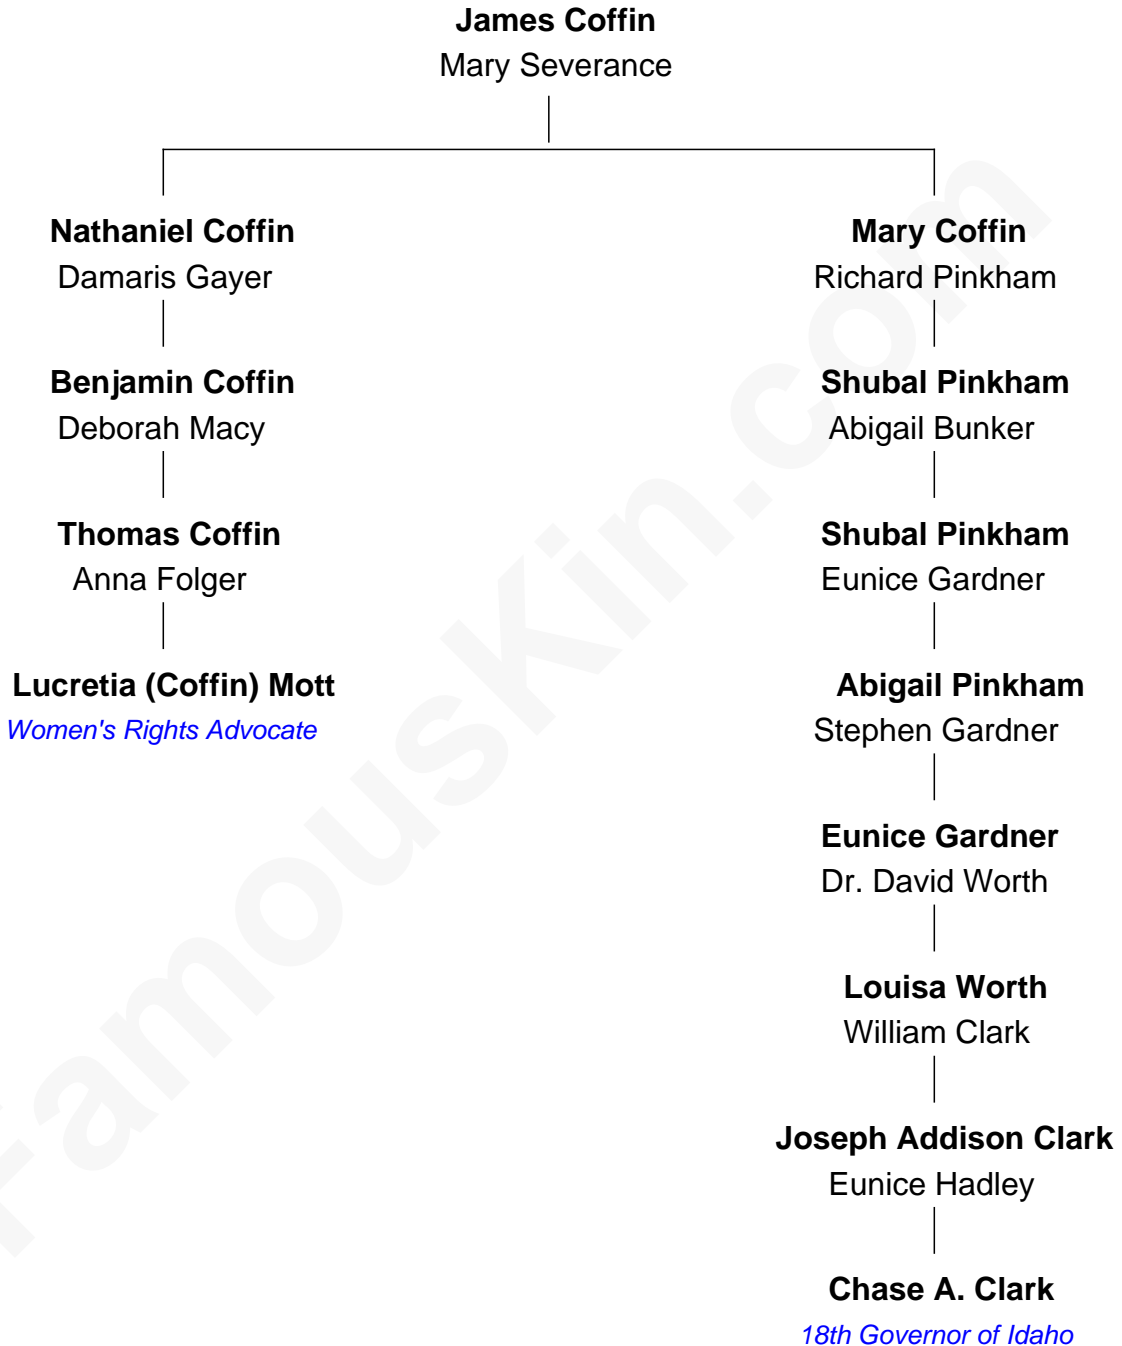 James Coffin
Mary Severance
Nathaniel Coffin
Damaris Gayer
Benjamin Coffin
Deborah Macy
Thomas Coffin
Anna Folger
Lucretia (Coffin) Mott
Women's Rights Advocate
Mary Coffin
Richard Pinkham
Shubal Pinkham
Abigail Bunker
Shubal Pinkham
Eunice Gardner
Abigail Pinkham
Stephen Gardner
Eunice Gardner
Dr. David Worth
Louisa Worth
William Clark
Joseph Addison Clark
Eunice Hadley
Chase A. Clark
18th Governor of Idaho
FamousKin.com